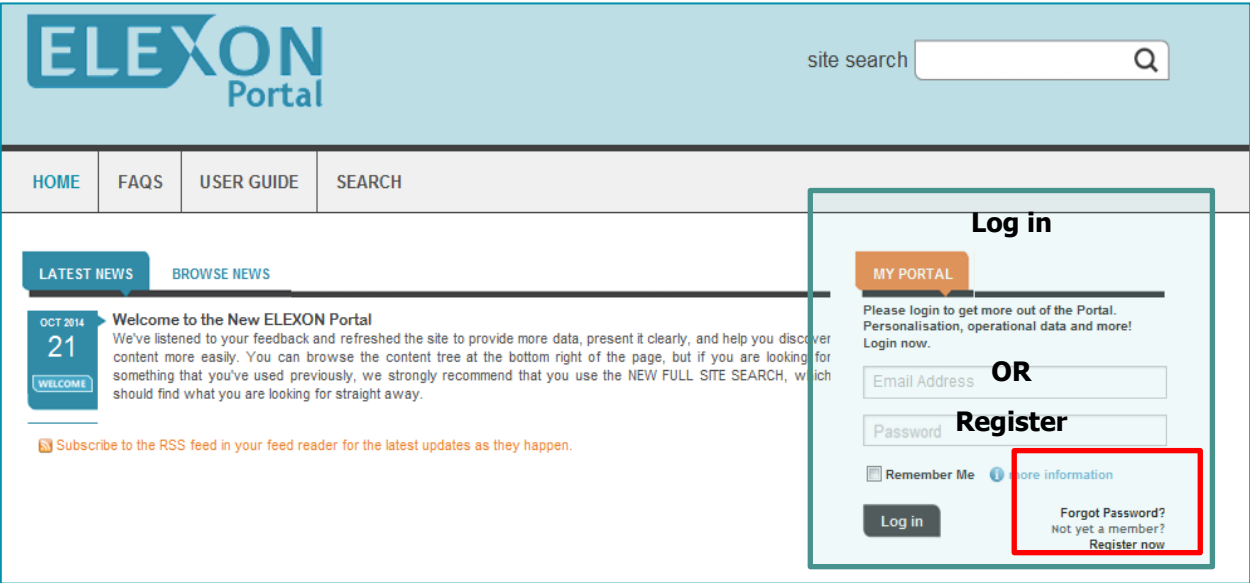 ELEXON
Portal
site search
HOME FAQS USER GUIDE SEARCH
Log in
LATEST NEWS BROWSE NEWS
MY PORTAL
OCT 2014
21
WELCOME
Welcome to the New ELEXON Portal
We've listened to your feedback and refreshed the site to provide more data, present it clearly, and help you discover
content more easily. You can browse the content tree at the bottom right of the page, but if you are looking for
something that you've used previously, we strongly recommend that you use the NEW FULL SITE SEARCH, which
should find what you are looking for straight away.
Subscribe to the RSS feed in your feed reader for the latest updates as they happen.
Please login to get more out of the Portal.
Personalisation, operational data and more!
Login now.
Email Address
OR
Password
Register
Remember Me more information
Log in
Forgot Password?
Not yet a member?
Register now